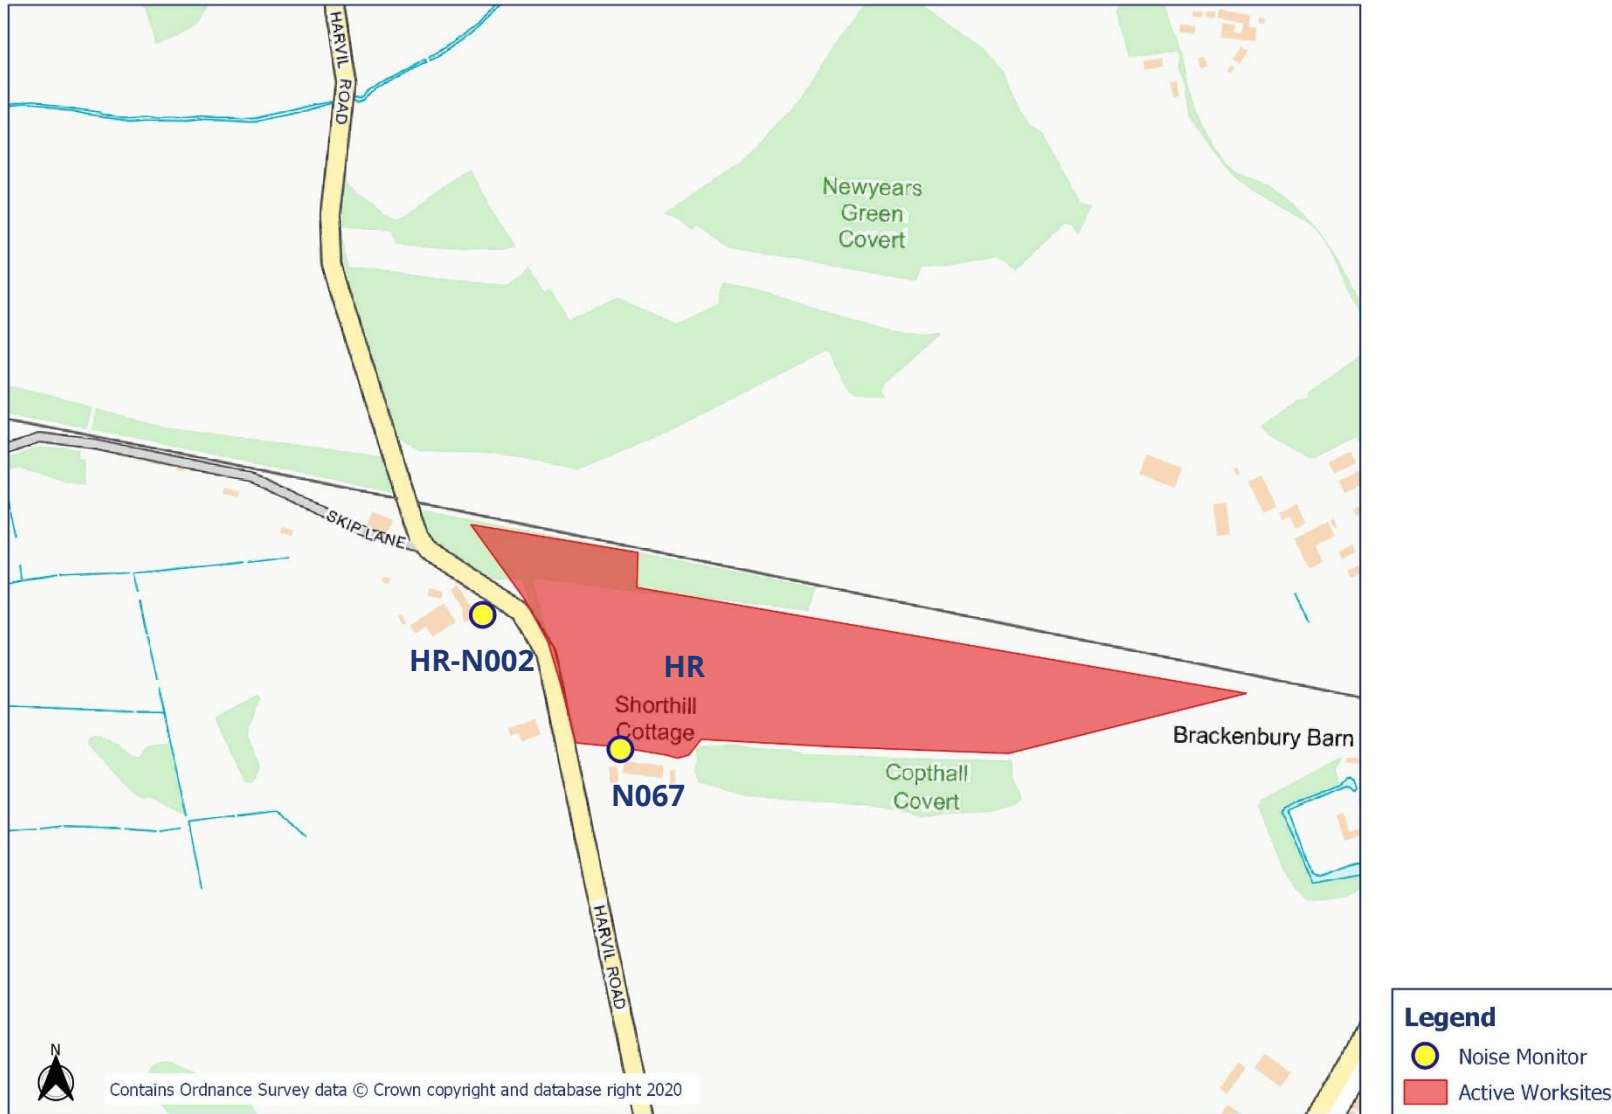 HARVIL ROAD
Newyears
Green
Covert
SKIP LANE
HR-N002
HR
Shorthill
Cottage
N067
Brackenbury Barn
Copthall
Covert
HARVIL ROAD
N
Contains Ordnance Survey data © Crown copyright and database right 2020
Legend
Noise Monitor
Active Worksites